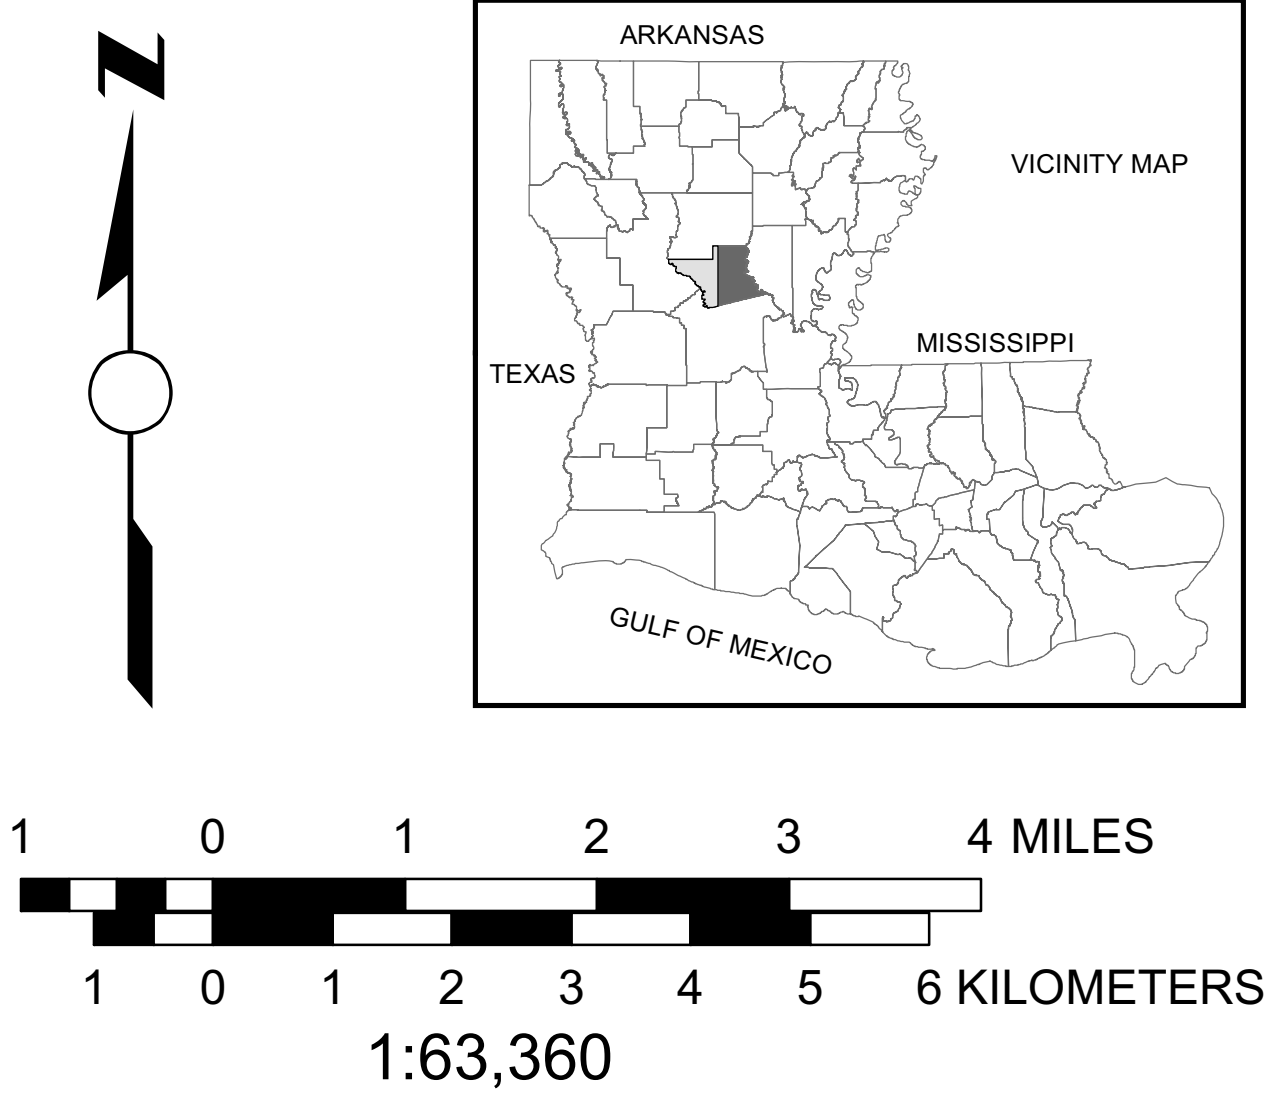 N
ARKANSAS
VICINITY MAP
MISSISSIPPI
TEXAS
GULF OF MEXICO
1 0 1 2 3 4 MILES
1 0 1 2 3 4 5 6 KILOMETERS
1:63,360